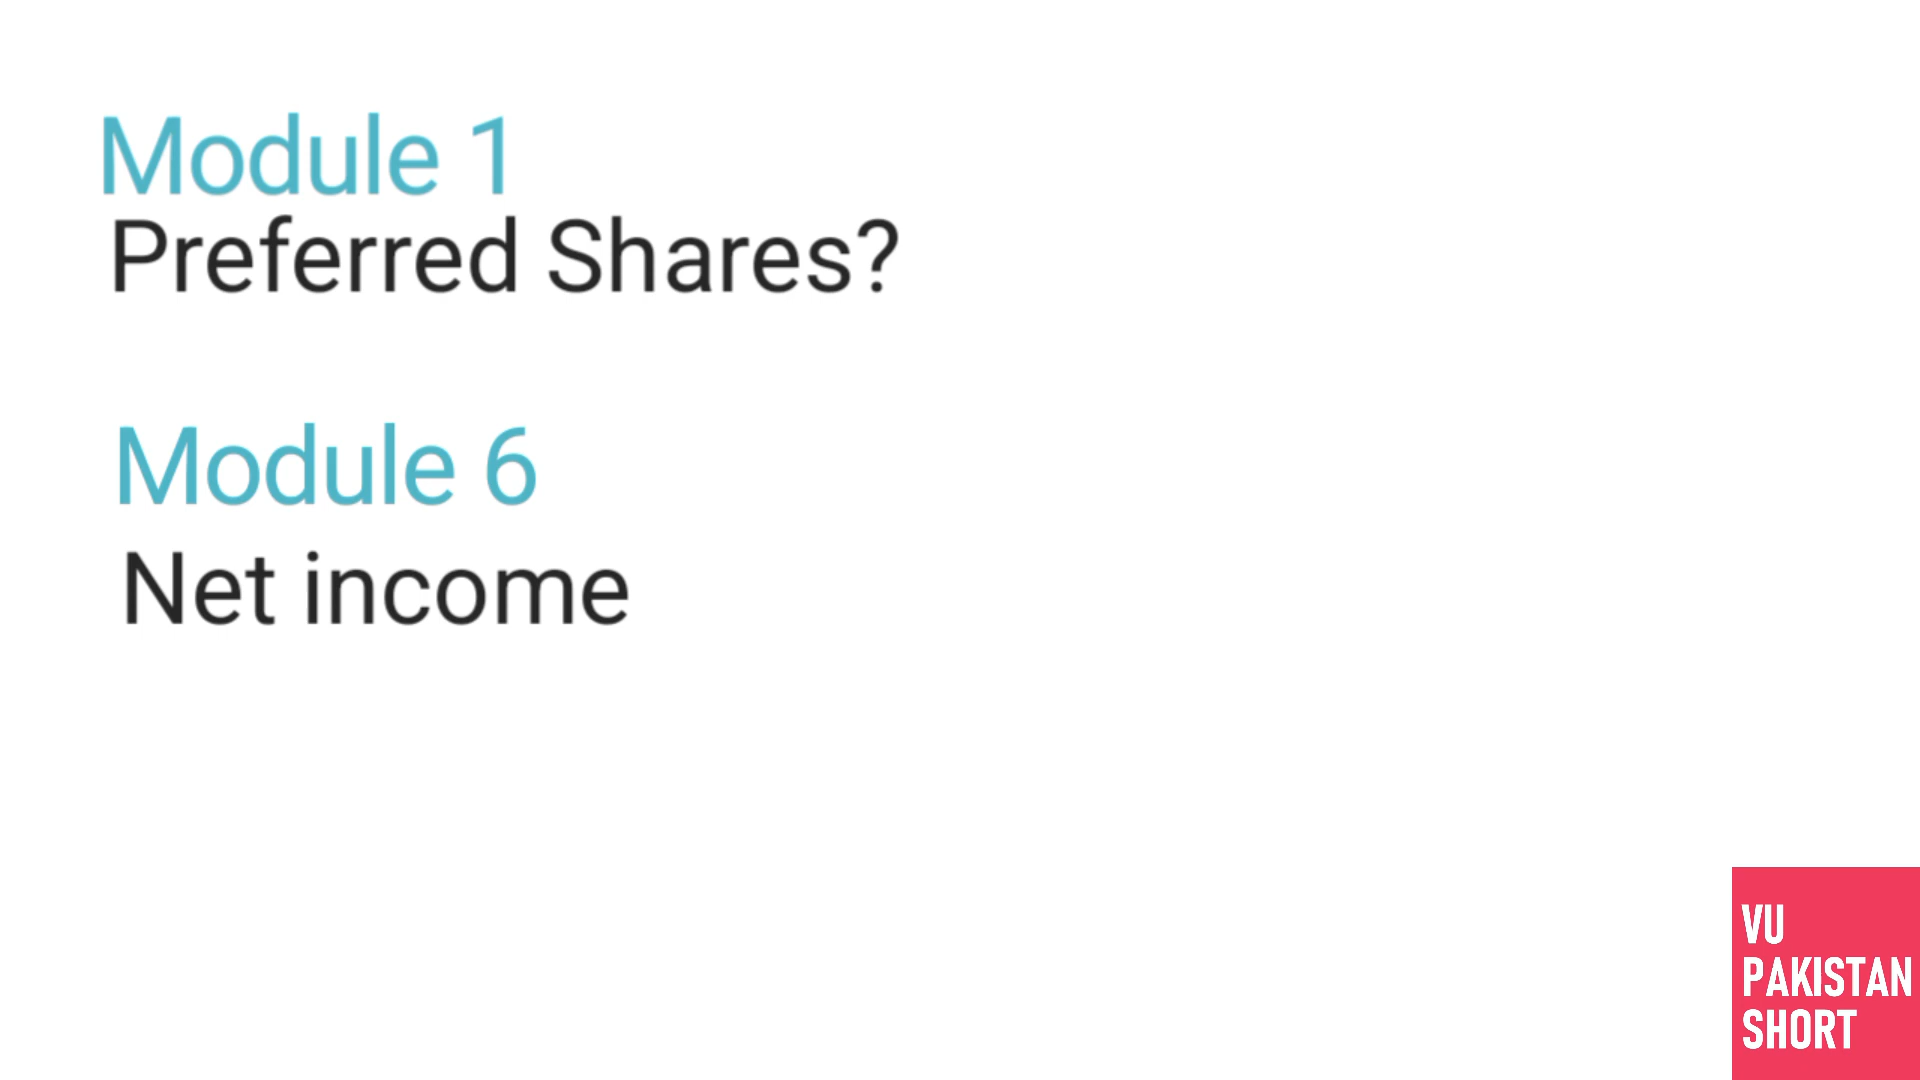 Module 1
Preferred Shares?
Module 6
Net income
VU
PAKISTAN
SHORT